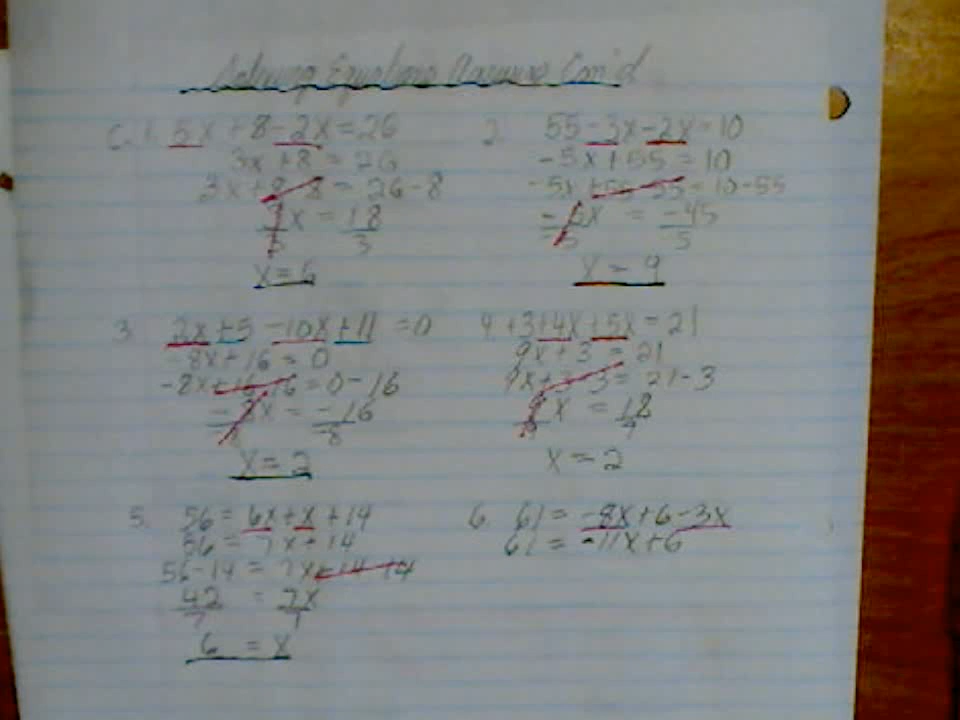 Solving Equations Con'd
C. 1. 5x + 8 - 2x = 26
3x + 8 = 26
3x + 8 - 8 = 26 - 8
3x = 18
3 3
x = 6
2. 55 - 3x - 2x = 10
-5x + 55 = 10
-5x + 55 - 55 = 10 - 55
-5x = -45
-5 5
x = 9
3. 2x + 5 - 10x + 11 = 0
8x + 16 = 0
-8x + 16 - 16 = 0 - 16
-8x = -16
-8
x = 2
4. +3 + 4x + 5x = 21
9x + 3 = 21
9x + 3 - 3 = 21 - 3
9x = 18
9 9
x = 2
5. 56 = 6x + x + 14
56 = 7x + 14
56 - 14 = 7x + 14 - 14
42 = 7x
7 7
6 = x
6. 61 = -8x + 6 - 3x
61 = -11x + 6